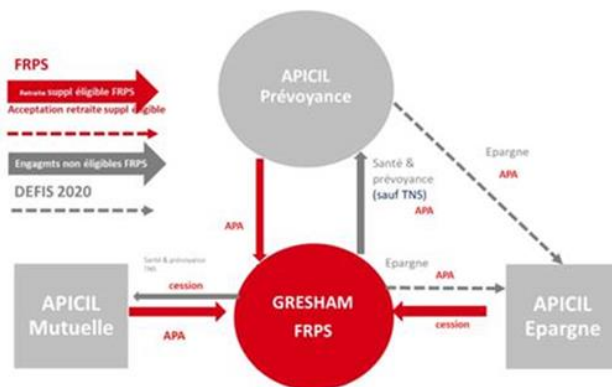 FRPS
Retraite suppl éligible FRPS
Acceptation retraite suppl éligible
Engagmts non éligibles FRPS
DEFIS 2020
APICIL
Prévoyance
Epargne
APA
Santé &
prévoyance
(sauf TNS)
APA
APA
Santé & prévoyance
TNS
cession
Epargne
APA
APICIL
Mutuelle
APA
GRESHAM
FRPS
cession
APICIL
Epargne